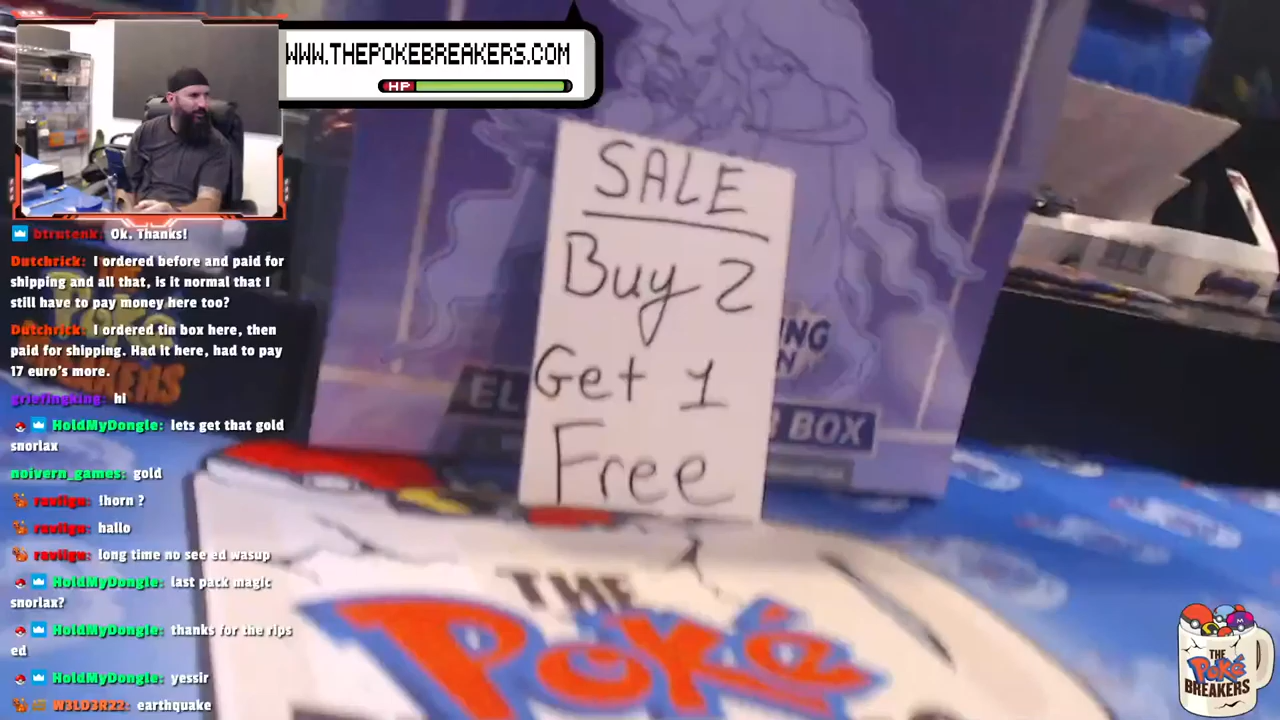 WWW.THEPOKEBREAKERS.COM
HP
btrutenk: Ok. Thanks!
Dutchrick: I ordered before and paid for
shipping and all that, is it normal that I
still have to pay money here too?
Dutchrick: I ordered tin box here, then
paid for shipping. Had it here, had to pay
17 euro's more.
griefingking: hi
HoldMyDongle: lets get that gold
snorlax
noivern_games: gold
ruvlign: !horn ?
ruvlign: hallo
ruvlign: long time no see ed wasup
HoldMyDongle: last pack magic
snorlax?
HoldMyDongle: thanks for the rips
ed
HoldMyDongle: yessir
W3LD3R22: earthquake
SALE
Buy 2
Get 1
Free
BOX
THE
Poké
THE
Poké
BREAKERS